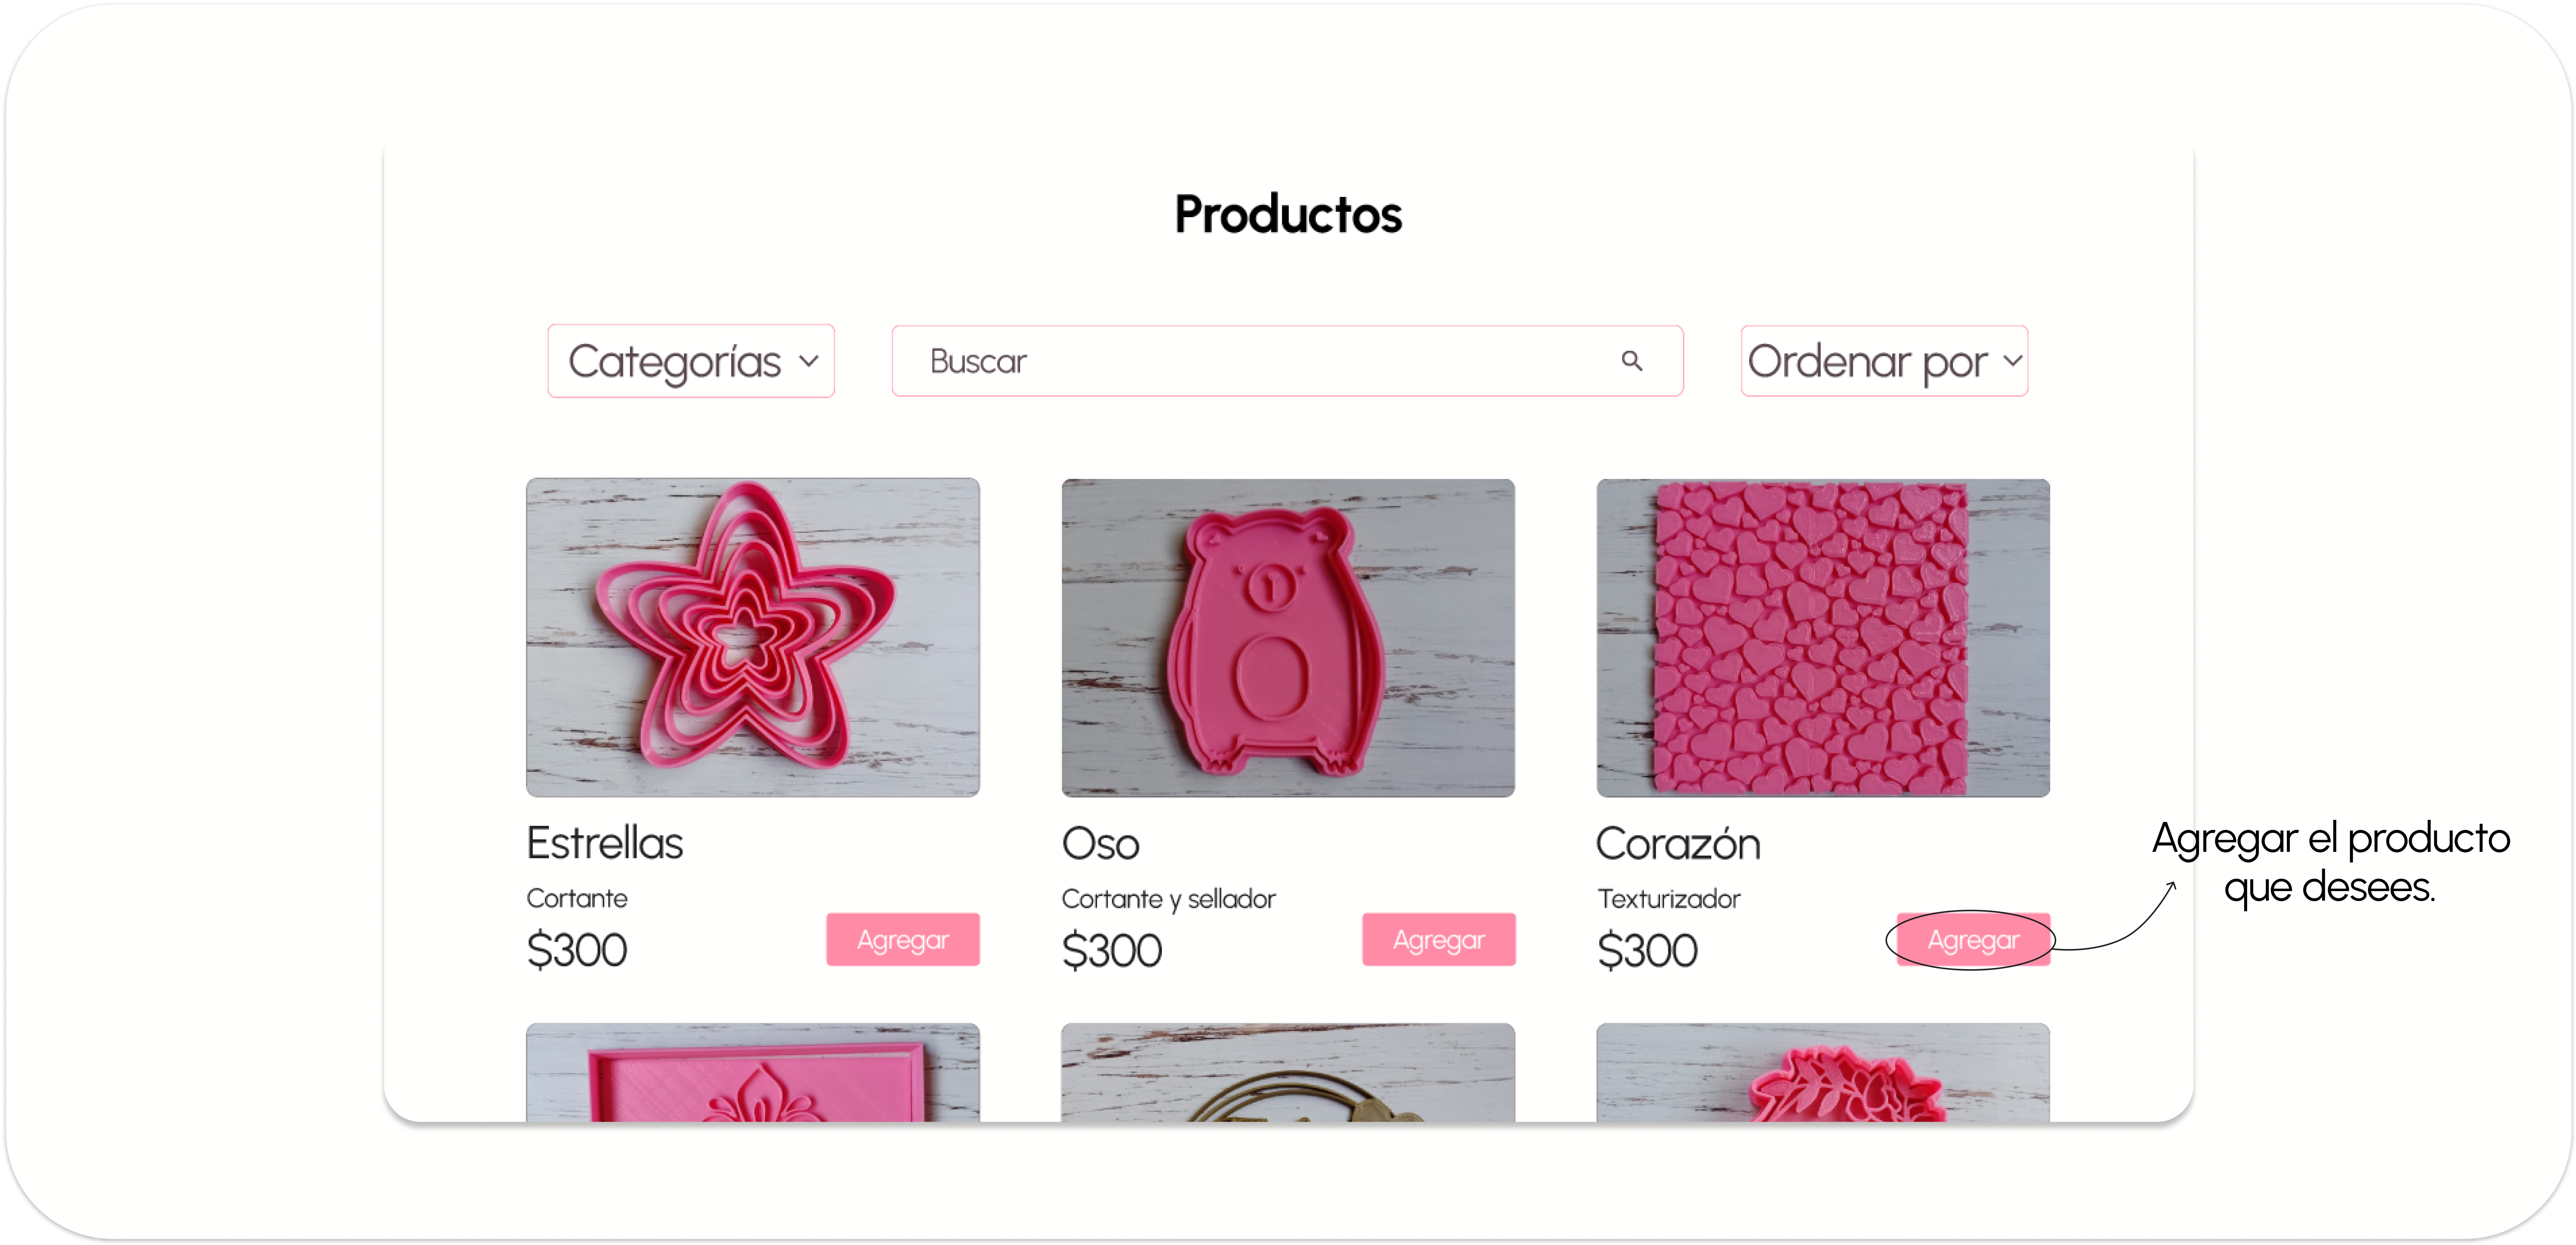 Productos
Categorías
Buscar
Ordenar por
Estrellas
Cortante
$300
Agregar
Oso
Cortante y sellador
$300
Agregar
Corazón
Texturizador
$300
Agregar
Agregar el producto
que desees.